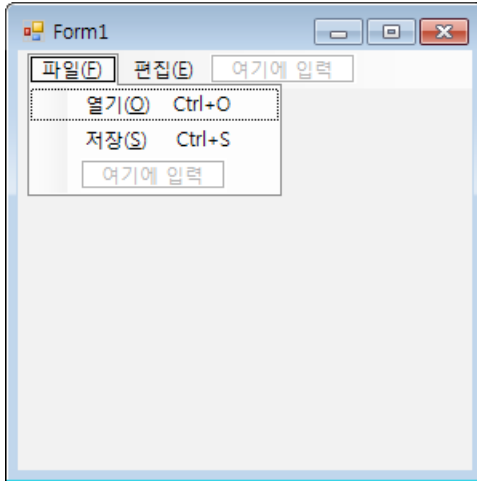 Form1
파일(F) 편집(E) 여기에 입력
열기(O) Ctrl+O
저장(S) Ctrl+S
여기에 입력